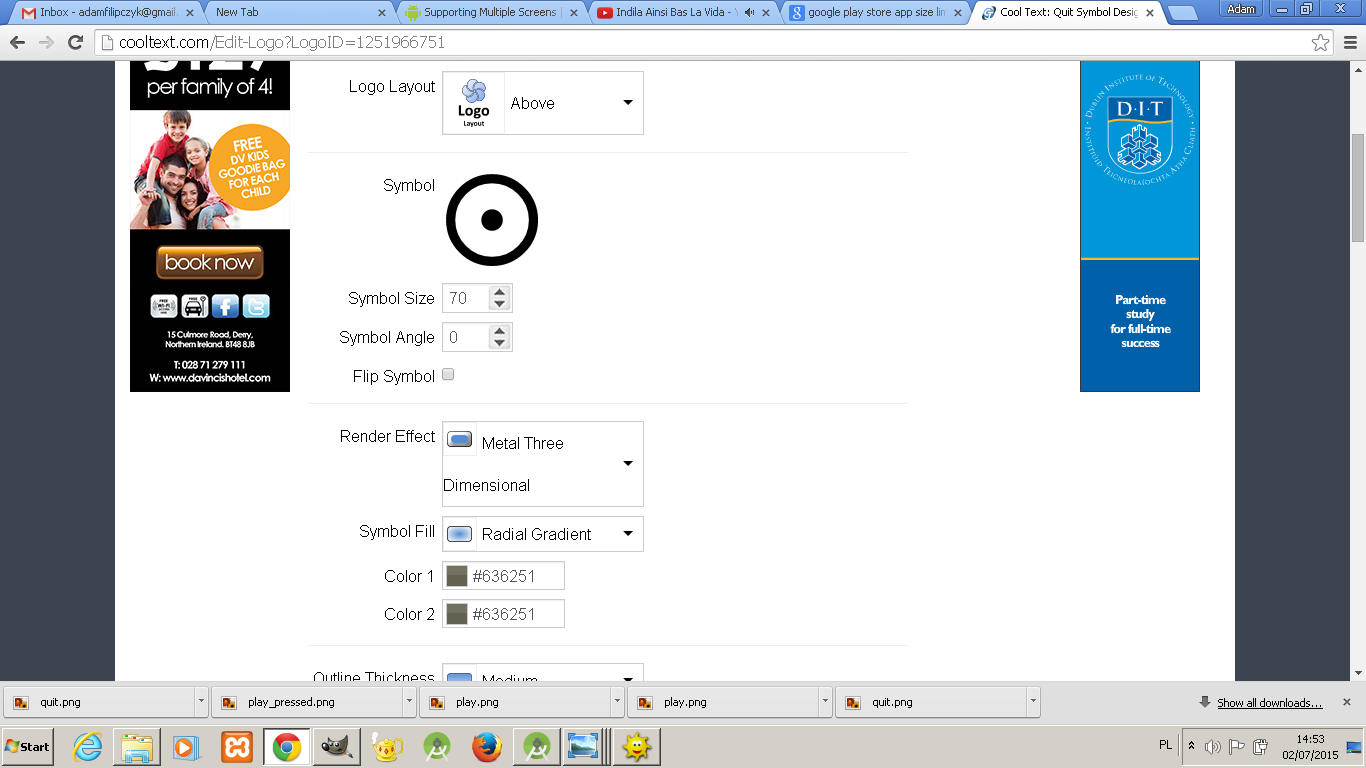 Inbox - adamfilipczyk@gmail.
New Tab
Supporting Multiple Screens |
Indila Ainsi Bas La Vida - Y
google play store app size lin
Cool Text: Quit Symbol Desig
Adam
cooltext.com/Edit-Logo?LogoID=1251966751
per family of 4!
FREE
DV KIDS
GOODIE BAG
FOR EACH
CHILD
book now
15 Culmore Road, Derry,
Northern Ireland. BT48 8JB
T: 028 71 279 111
W: www.davincishotel.com
Logo Layout
Logo
Layout
Above
Symbol
Symbol Size 70
Symbol Angle 0
Flip Symbol
Render Effect Metal Three
Dimensional
Symbol Fill Radial Gradient
Color 1 #636251
Color 2 #636251
Outline Thickness Medium
DUBLIN INSTITUTE OF TECHNOLOGY
D·I·T
INSTITIÚID TEICNEOLAÍOCHTA ÁTHA CLIATH
Part-time
study
for full-time
success
quit.png
play_pressed.png
play.png
play.png
quit.png
Show all downloads...
Start
PL
14:53
02/07/2015